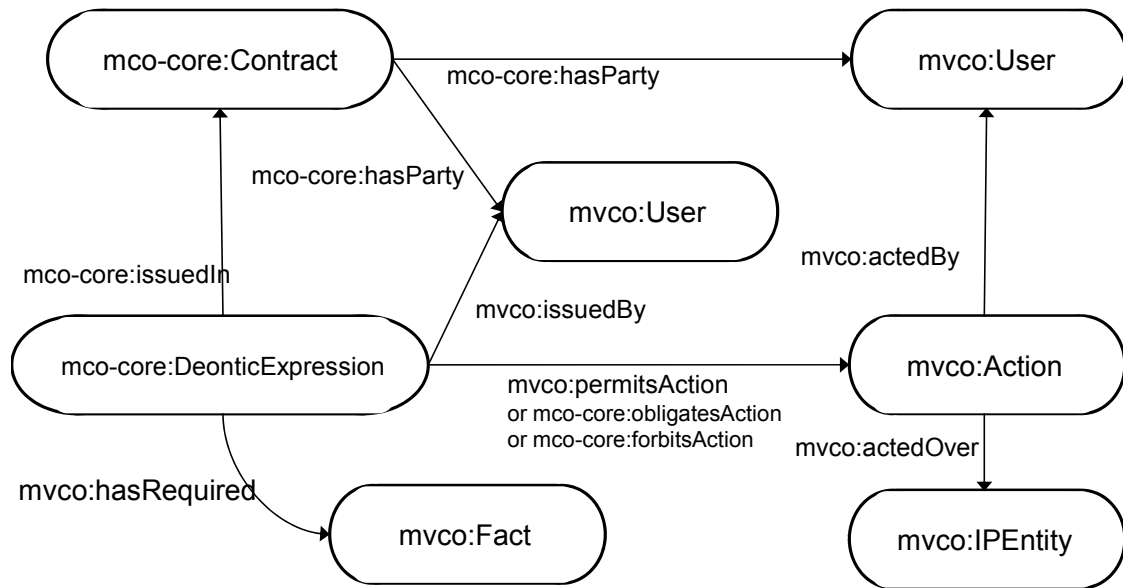 mco-core:Contract
mvco:User
mco-core:hasParty
mco-core:hasParty
mvco:User
mvco:actedBy
mco-core:issuedIn
mvco:issuedBy
mco-core:DeonticExpression
mvco:Action
mvco:permitsAction
or mco-core:obligatesAction
or mco-core:forbitsAction
mvco:actedOver
mvco:hasRequired
mvco:Fact
mvco:IPEntity